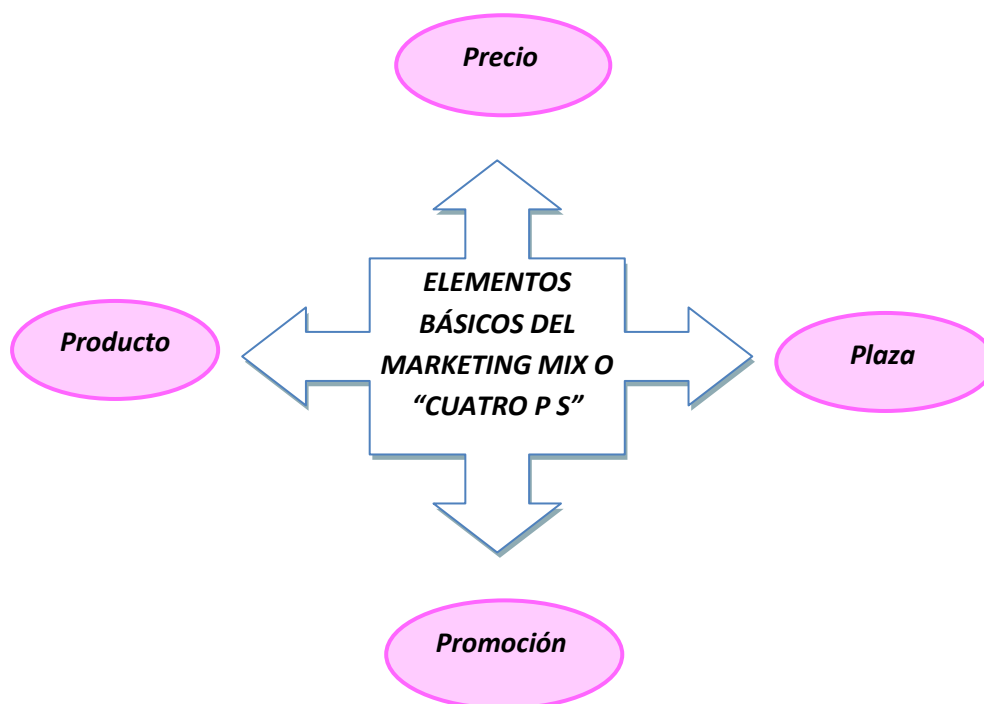 Precio
ELEMENTOS
BÁSICOS DEL
MARKETING MIX O
“CUATRO P S”
Producto
Plaza
Promoción